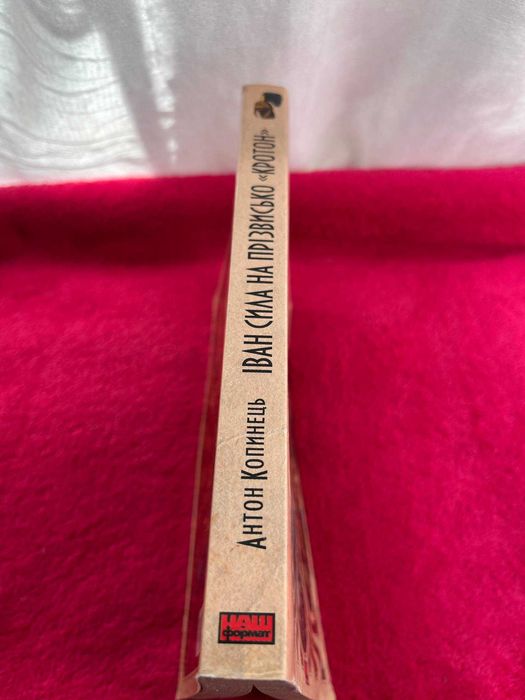 Антон Копинець Іван Сила на прізвисько «Кротон»
НАШ
формат